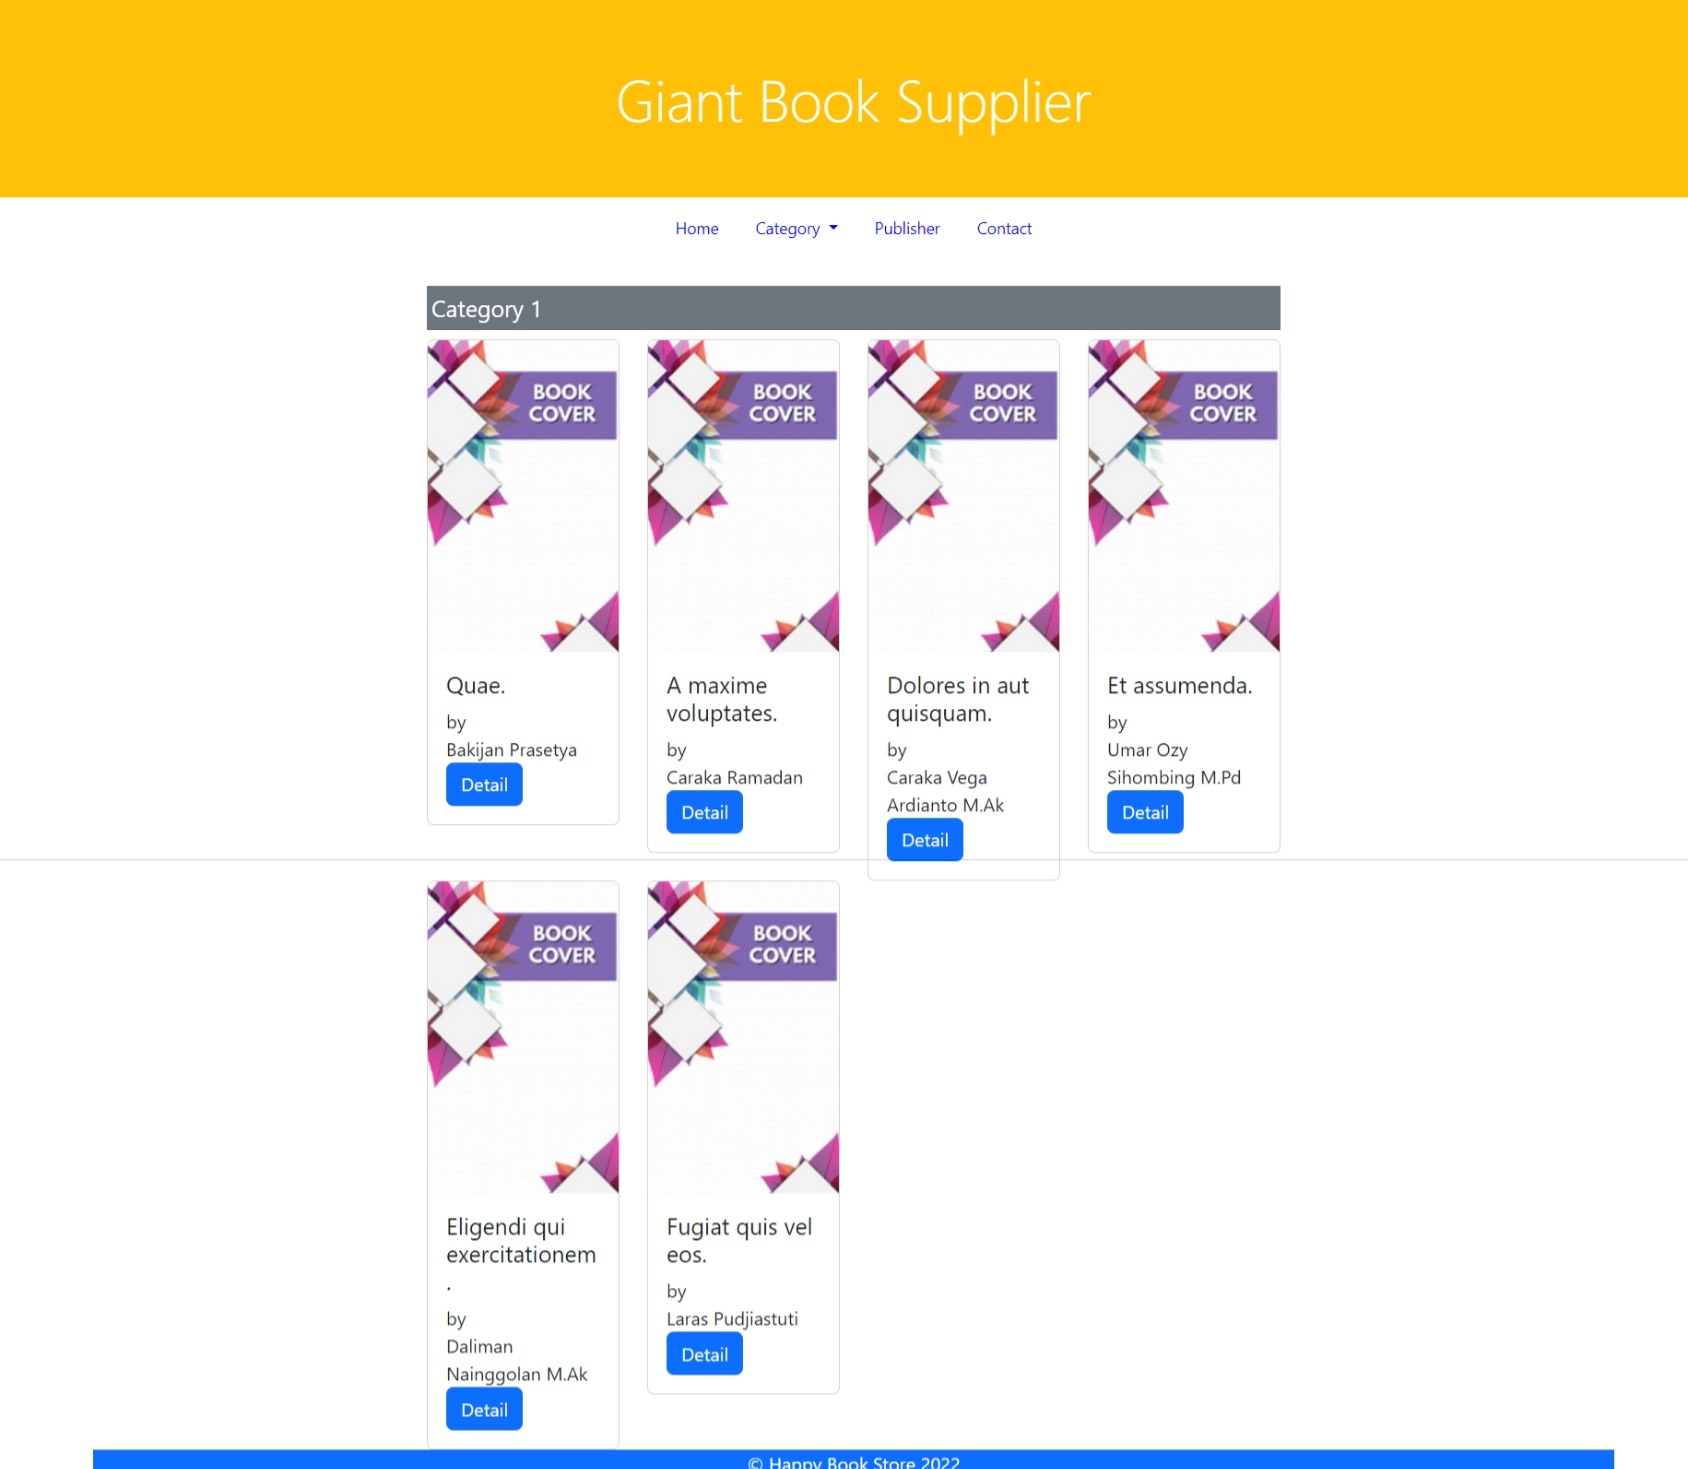 Giant Book Supplier
Home Category Publisher Contact
Category 1
BOOK
COVER
Quae.
by
Bakijan Prasetya
Detail
BOOK
COVER
A maxime
voluptates.
by
Caraka Ramadan
Detail
BOOK
COVER
Dolores in aut
quisquam.
by
Caraka Vega
Ardianto M.Ak
Detail
BOOK
COVER
Et assumenda.
by
Umar Ozy
Sihombing M.Pd
Detail
BOOK
COVER
Eligendi qui
exercitationem
.
by
Daliman
Nainggolan M.Ak
Detail
BOOK
COVER
Fugiat quis vel
eos.
by
Laras Pudjiastuti
Detail
© Happy Book Store 2022